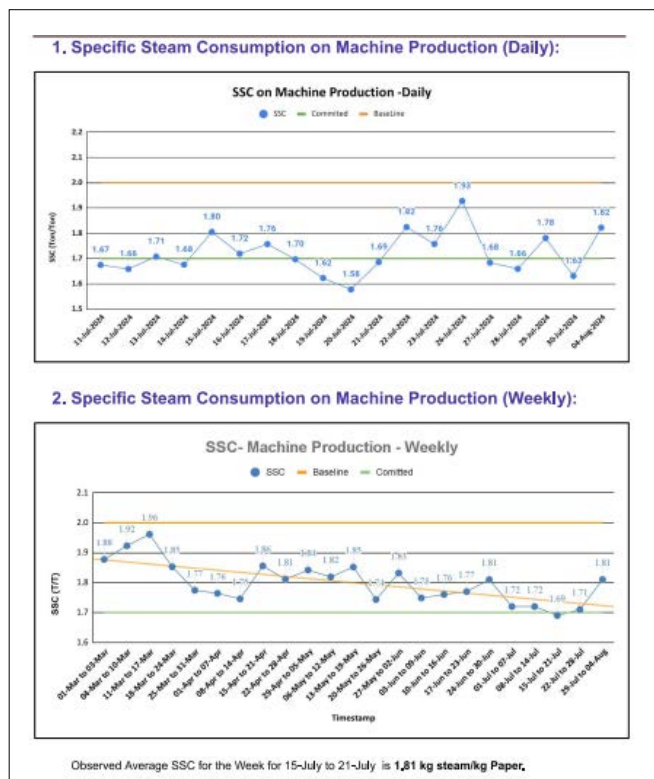 1. Specific Steam Consumption on Machine Production (Daily):
SSC on Machine Production -Daily
SSC
Commited
BaseLine
SSC (Ton/Ton)
2.2
2.1
2.0
1.9
1.8
1.7
1.6
1.5
1.67
1.66
1.71
1.68
1.80
1.72
1.76
1.70
1.62
1.58
1.69
1.82
1.76
1.93
1.68
1.66
1.78
1.82
11-Jul-2024
12-Jul-2024
13-Jul-2024
14-Jul-2024
15-Jul-2024
16-Jul-2024
17-Jul-2024
18-Jul-2024
19-Jul-2024
20-Jul-2024
21-Jul-2024
22-Jul-2024
23-Jul-2024
26-Jul-2024
27-Jul-2024
28-Jul-2024
29-Jul-2024
30-Jul-2024
04-Aug-2024
2. Specific Steam Consumption on Machine Production (Weekly):
SSC- Machine Production - Weekly
SSC
Baseline
Comitted
SSC (T/T)
2.1
2.0
1.9
1.8
1.7
1.6
1.88
1.92
1.96
1.85
1.77
1.76
1.86
1.81
1.84
1.82
1.85
1.83
1.76
1.77
1.81
1.72
1.72
1.69
1.71
1.81
01-Mar to 03-Mar
04-Mar to 10-Mar
11-Mar to 17-Mar
18-Mar to 24-Mar
25-Mar to 31-Mar
01-Apr to 07-Apr
08-Apr to 14-Apr
15-Apr to 21-Apr
22-Apr to 28-Apr
29-Apr to 05-May
06-May to 12-May
13-May to 19-May
20-May to 26-May
27-May to 02-Jun
03-Jun to 09-Jun
10-Jun to 16-Jun
17-Jun to 23-Jun
24-Jun to 30-Jun
01-Jul to 07-Jul
08-Jul to 14-Jul
15-Jul to 21-Jul
22-Jul to 28-Jul
29-Jul to 04-Aug
Timestamp
Observed Average SSC for the Week for 15-July to 21-July is 1.81 kg steam/kg Paper.